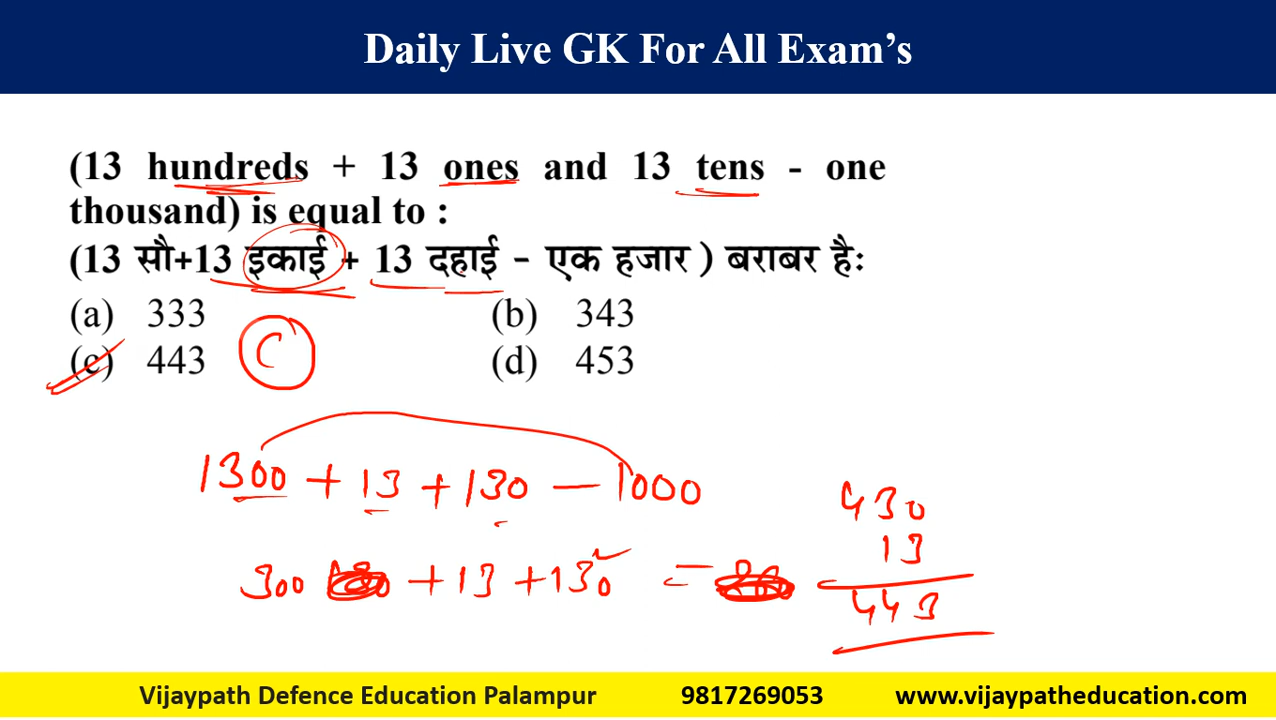 Daily Live GK For All Exam's
(13 hundreds + 13 ones and 13 tens - one
thousand) is equal to :
(13 सौ+13 इकाई + 13 दहाई - एक हजार ) बराबर है:
(a) 333 (b) 343
(c) 443 (d) 453
C
1300 + 13 + 130 - 1000
300 + 13 + 130 =
430
13
443
Vijaypath Defence Education Palampur 9817269053 www.vijaypatheducation.com